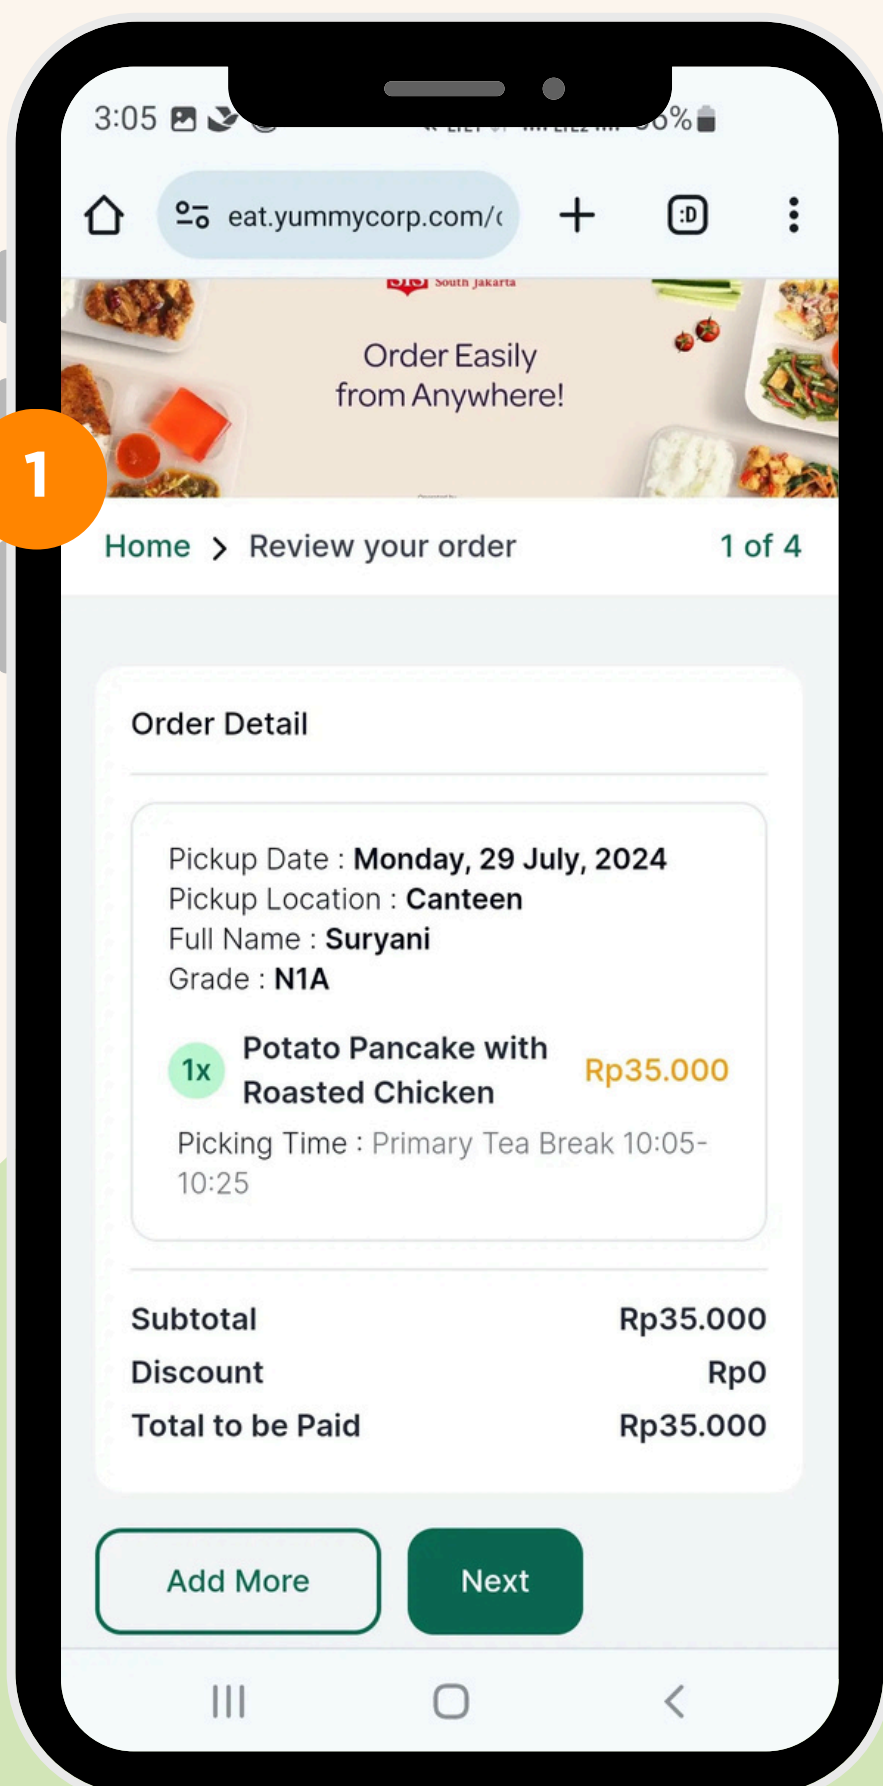 3:05
6%
eat.yummycorp.com/
:D
SIS South Jakarta
Order Easily
from Anywhere!
1
Home > Review your order 1 of 4
Order Detail
Pickup Date : Monday, 29 July, 2024
Pickup Location : Canteen
Full Name : Suryani
Grade : N1A
1x Potato Pancake with
Roasted Chicken Rp35.000
Picking Time : Primary Tea Break 10:05-
10:25
Subtotal Rp35.000
Discount Rp0
Total to be Paid Rp35.000
Add More Next